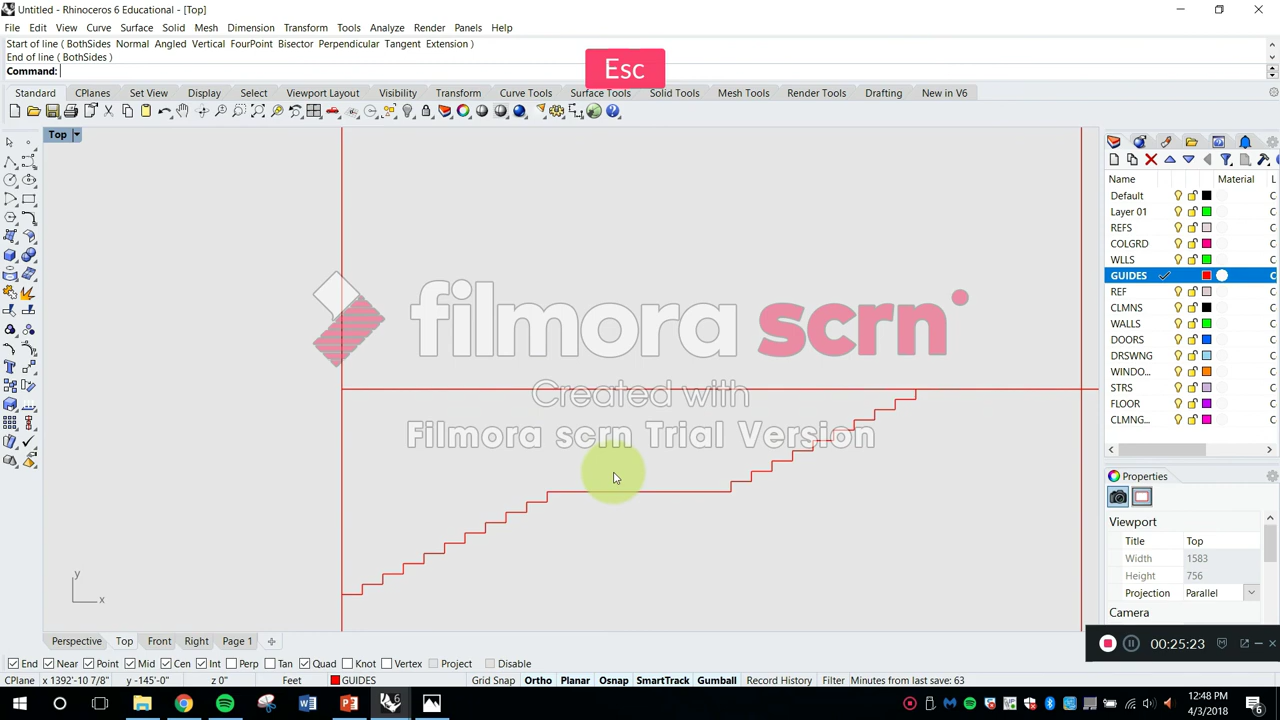 Untitled - Rhinoceros 6 Educational - [Top]
File Edit View Curve Surface Solid Mesh Dimension Transform Tools Analyze Render Panels Help
Start of line ( BothSides Normal Angled Vertical FourPoint Bisector Perpendicular Tangent Extension )
End of line ( BothSides )
Command:
Esc
Standard CPlanes Set View Display Select Viewport Layout Visibility Transform Curve Tools Surface Tools Solid Tools Mesh Tools Render Tools Drafting New in V6
Top
Name Material L
Default C
Layer 01 C
REFS C
COLGRD C
WLLS C
GUIDES C
REF C
CLMNS C
WALLS C
DOORS C
DRSWNG C
WINDO... C
STRS C
FLOOR C
CLMNG... C
filmora scrn
Created with
Filmora scrn Trial Version
Properties
Viewport
Title Top
Width 1583
Height 756
Projection Parallel
Camera
y
x
00:25:23
Perspective Top Front Right Page 1
End Near Point Mid Cen Int Perp Tan Quad Knot Vertex Project Disable
CPlane x 1392'-10 7/8" y -145'-0" z 0" Feet GUIDES Grid Snap Ortho Planar Osnap SmartTrack Gumball Record History Filter Minutes from last save: 63
12:48 PM
4/3/2018
6